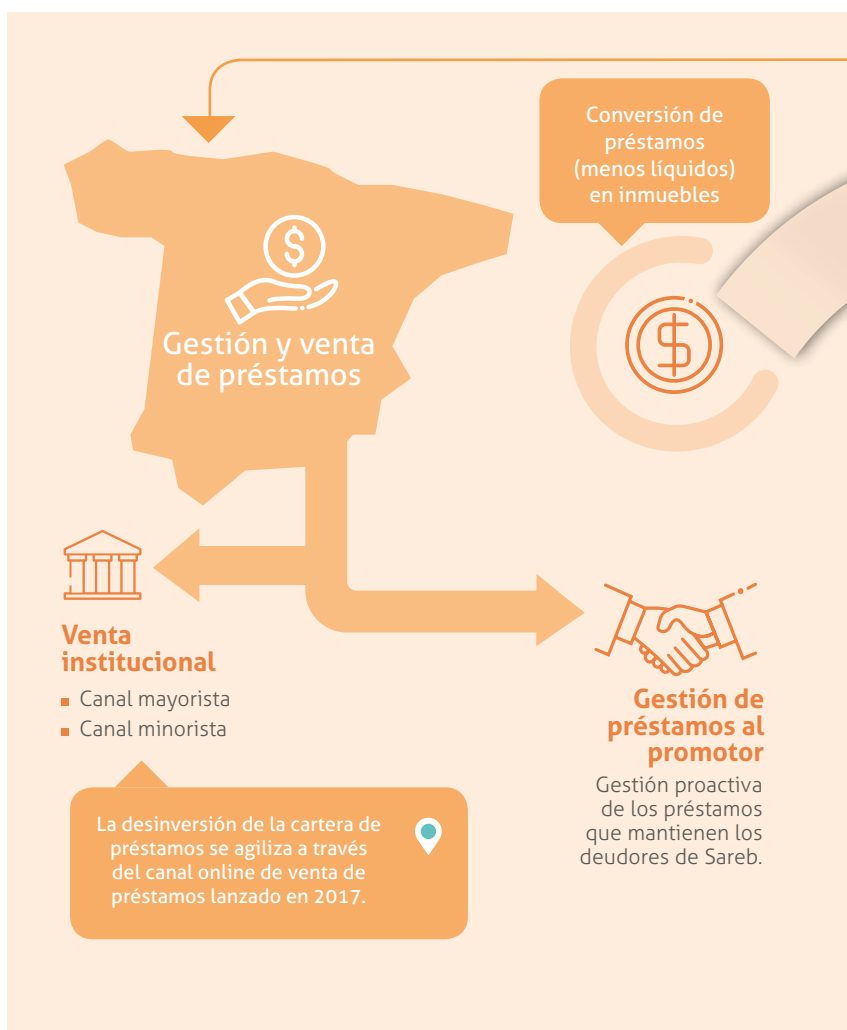 Conversión de
préstamos
(menos líquidos)
en inmuebles
Gestión y venta
de préstamos
Venta
institucional
Canal mayorista
Canal minorista
La desinversión de la cartera de
préstamos se agiliza a través
del canal online de venta de
préstamos lanzado en 2017.
Gestión de
préstamos al
promotor
Gestión proactiva
de los préstamos
que mantienen los
deudores de Sareb.